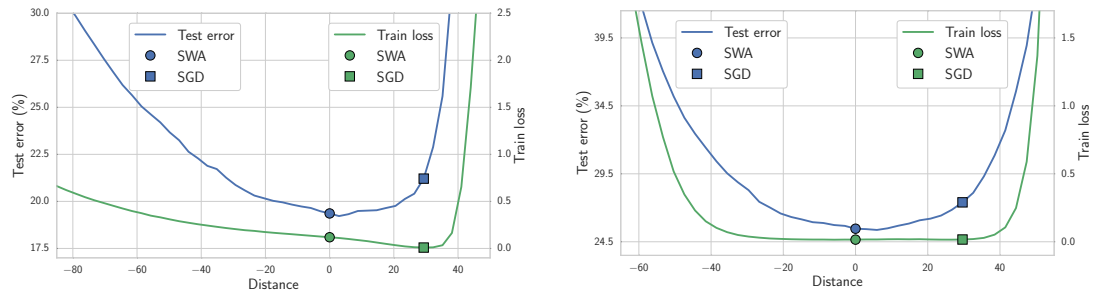 30.0
27.5
25.0
22.5
20.0
17.5
Test error (%)
−80
−60
−40
−20
0
20
40
Distance
2.5
2.0
1.5
1.0
0.5
0.0
Train loss
Test error
SWA
SGD
Train loss
SWA
SGD
39.5
34.5
29.5
24.5
Test error (%)
−60
−40
−20
0
20
40
Distance
1.5
1.0
0.5
0.0
Train loss
Test error
SWA
SGD
Train loss
SWA
SGD